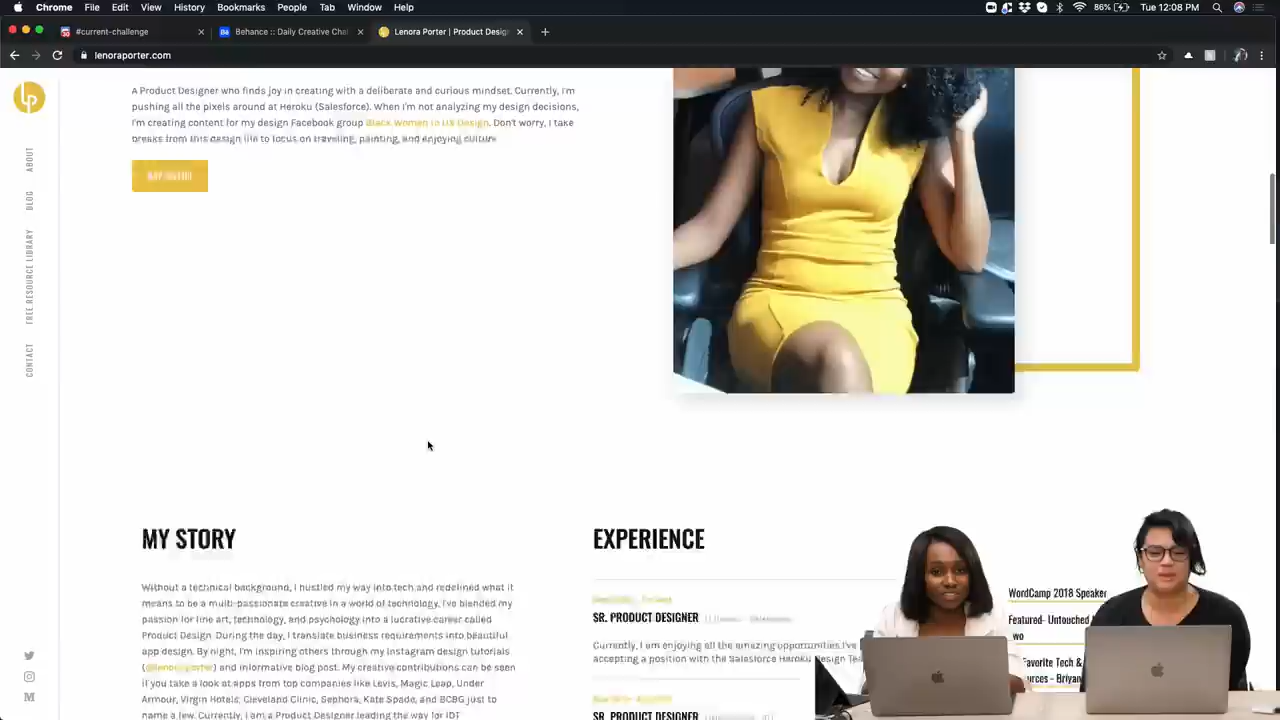 Chrome File Edit View History Bookmarks People Tab Window Help
86% Tue 12:08 PM
#current-challenge
Behance :: Daily Creative Chal
Lenora Porter | Product Desig
lenoraporter.com
lp
ABOUT
BLOG
FREE RESOURCE LIBRARY
CONTACT
A Product Designer who finds joy in creating with a deliberate and curious mindset. Currently, I'm
pushing all the pixels around at Heroku (Salesforce). When I'm not analyzing my design decisions,
I'm creating content for my design Facebook group Black Women in UX Design. Don't worry, I take
breaks from this design life to focus on traveling, painting, and enjoying culture
MY STORY
Without a technical background, I hustled my way into tech and redefined what it
means to be a multi-passionate creative in a world of technology. I've blended my
passion for fine art, technology, and psychology into a lucrative career called
Product Design. During the day, I translate business requirements into beautiful
app design. By night, I'm inspiring others through my Instagram design tutorials
(@lenoraporter) and informative blog post. My creative contributions can be seen
if you take a look at apps from top companies like Levis, Magic Leap, Under
Armour, Virgin Hotels, Cleveland Clinic, Sephora, Kate Spade, and BCBG just to
name a few. Currently, I am a Product Designer leading the way for IDT
EXPERIENCE
SR. PRODUCT DESIGNER
Currently, I am enjoying all the amazing opportunities I've
accepting a position with the Salesforce Heroku Design Tea
SR. PRODUCT DESIGNER
WordCamp 2018 Speaker
Featured- Untouched
wo
Favorite Tech &
urces - Briyan